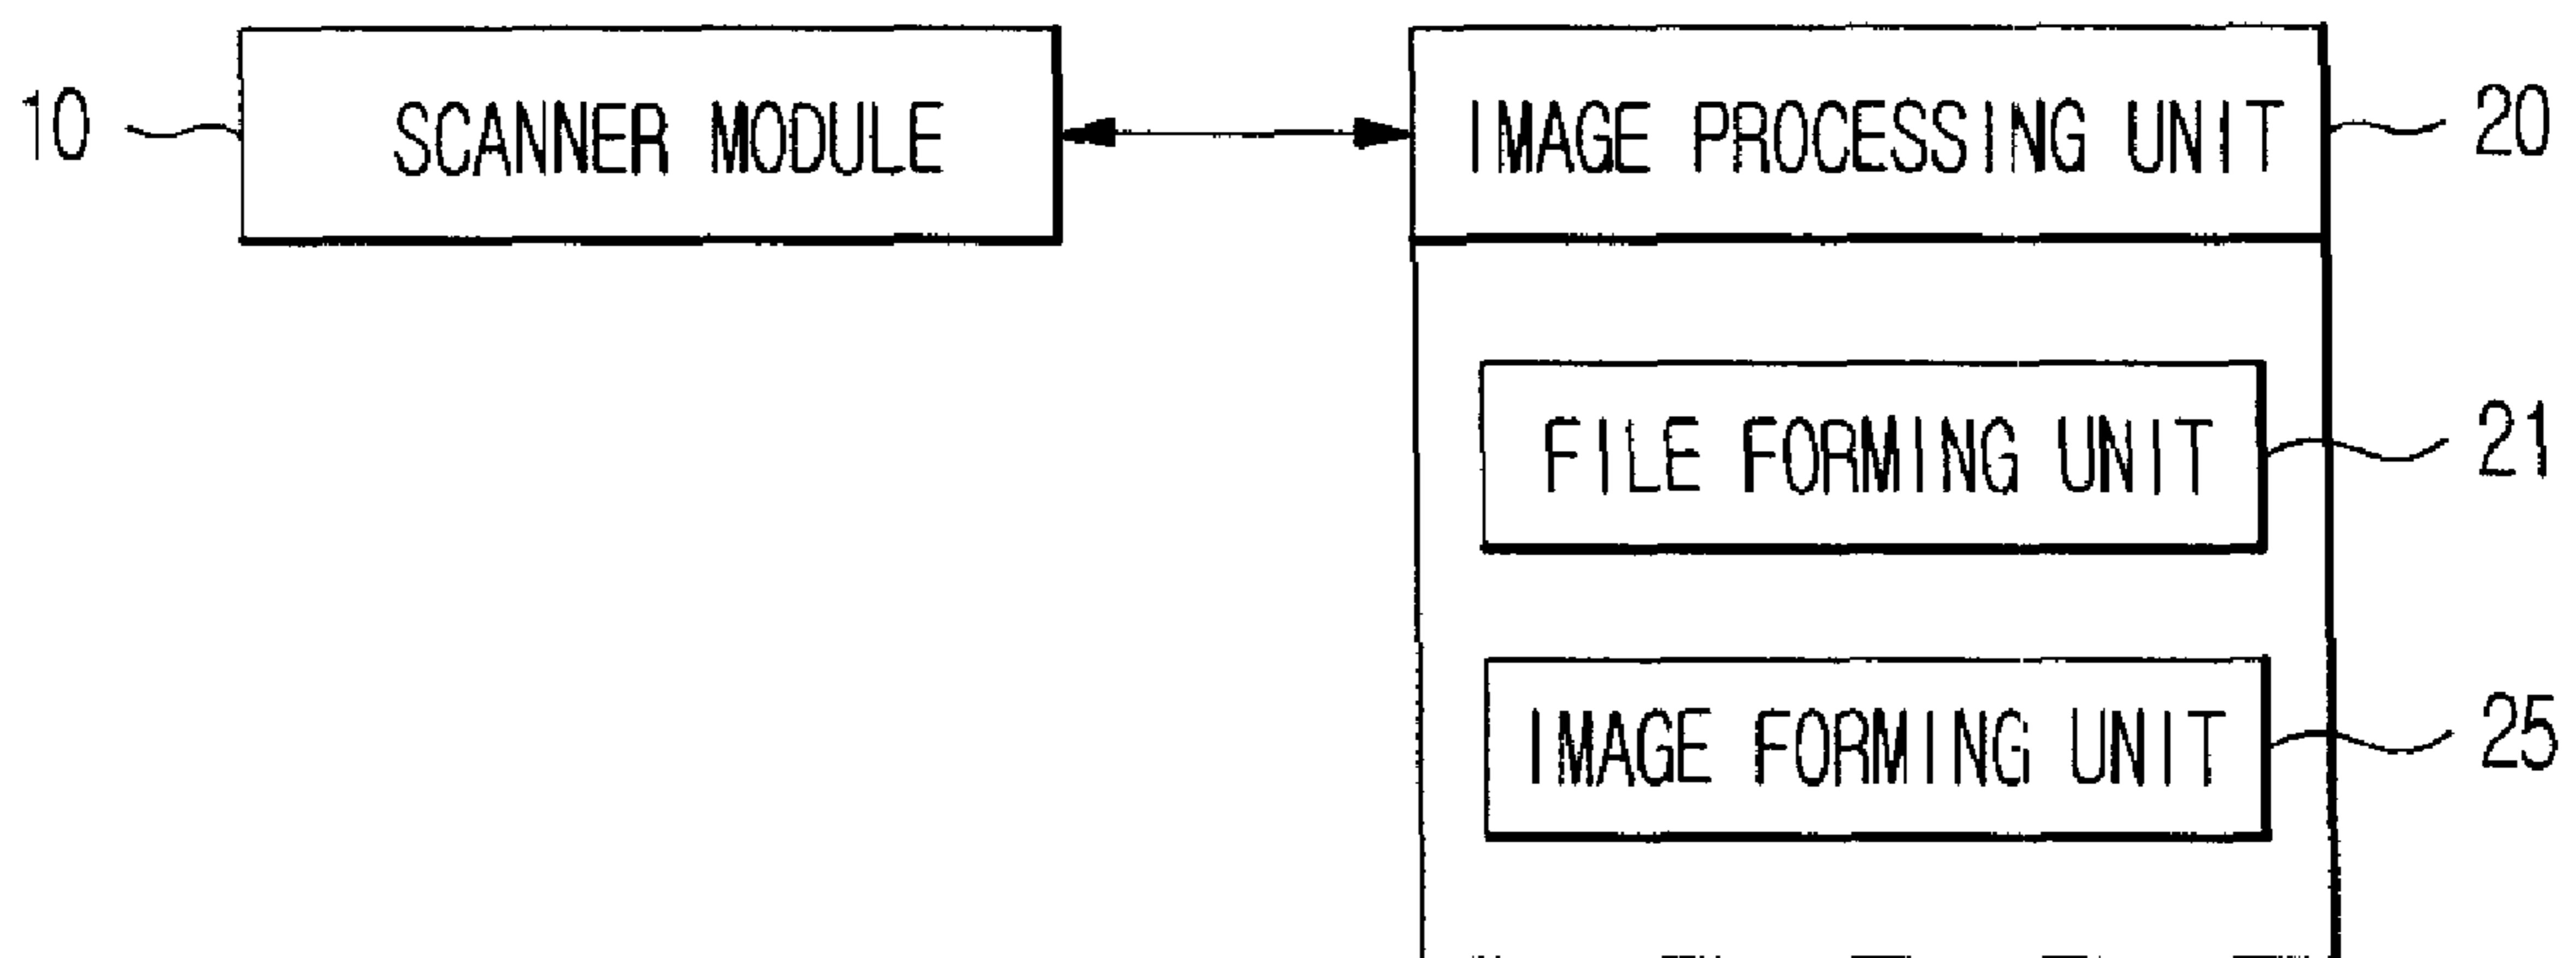 10
SCANNER MODULE
IMAGE PROCESSING UNIT
20
FILE FORMING UNIT
21
IMAGE FORMING UNIT
25